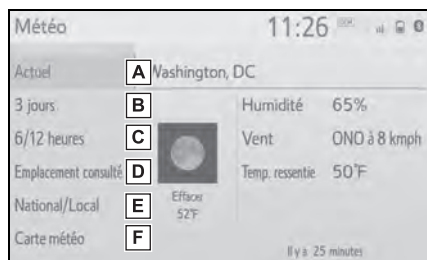 Météo 11:26
Actuel A Washington, DC
3 jours B Humidité 65%
6/12 heures C Vent ONO à 8 kmph
Emplacement consulté D Temp. ressentie 50°F
National/Local E Effacer
52°F
Carte météo F
Il y a 25 minutes